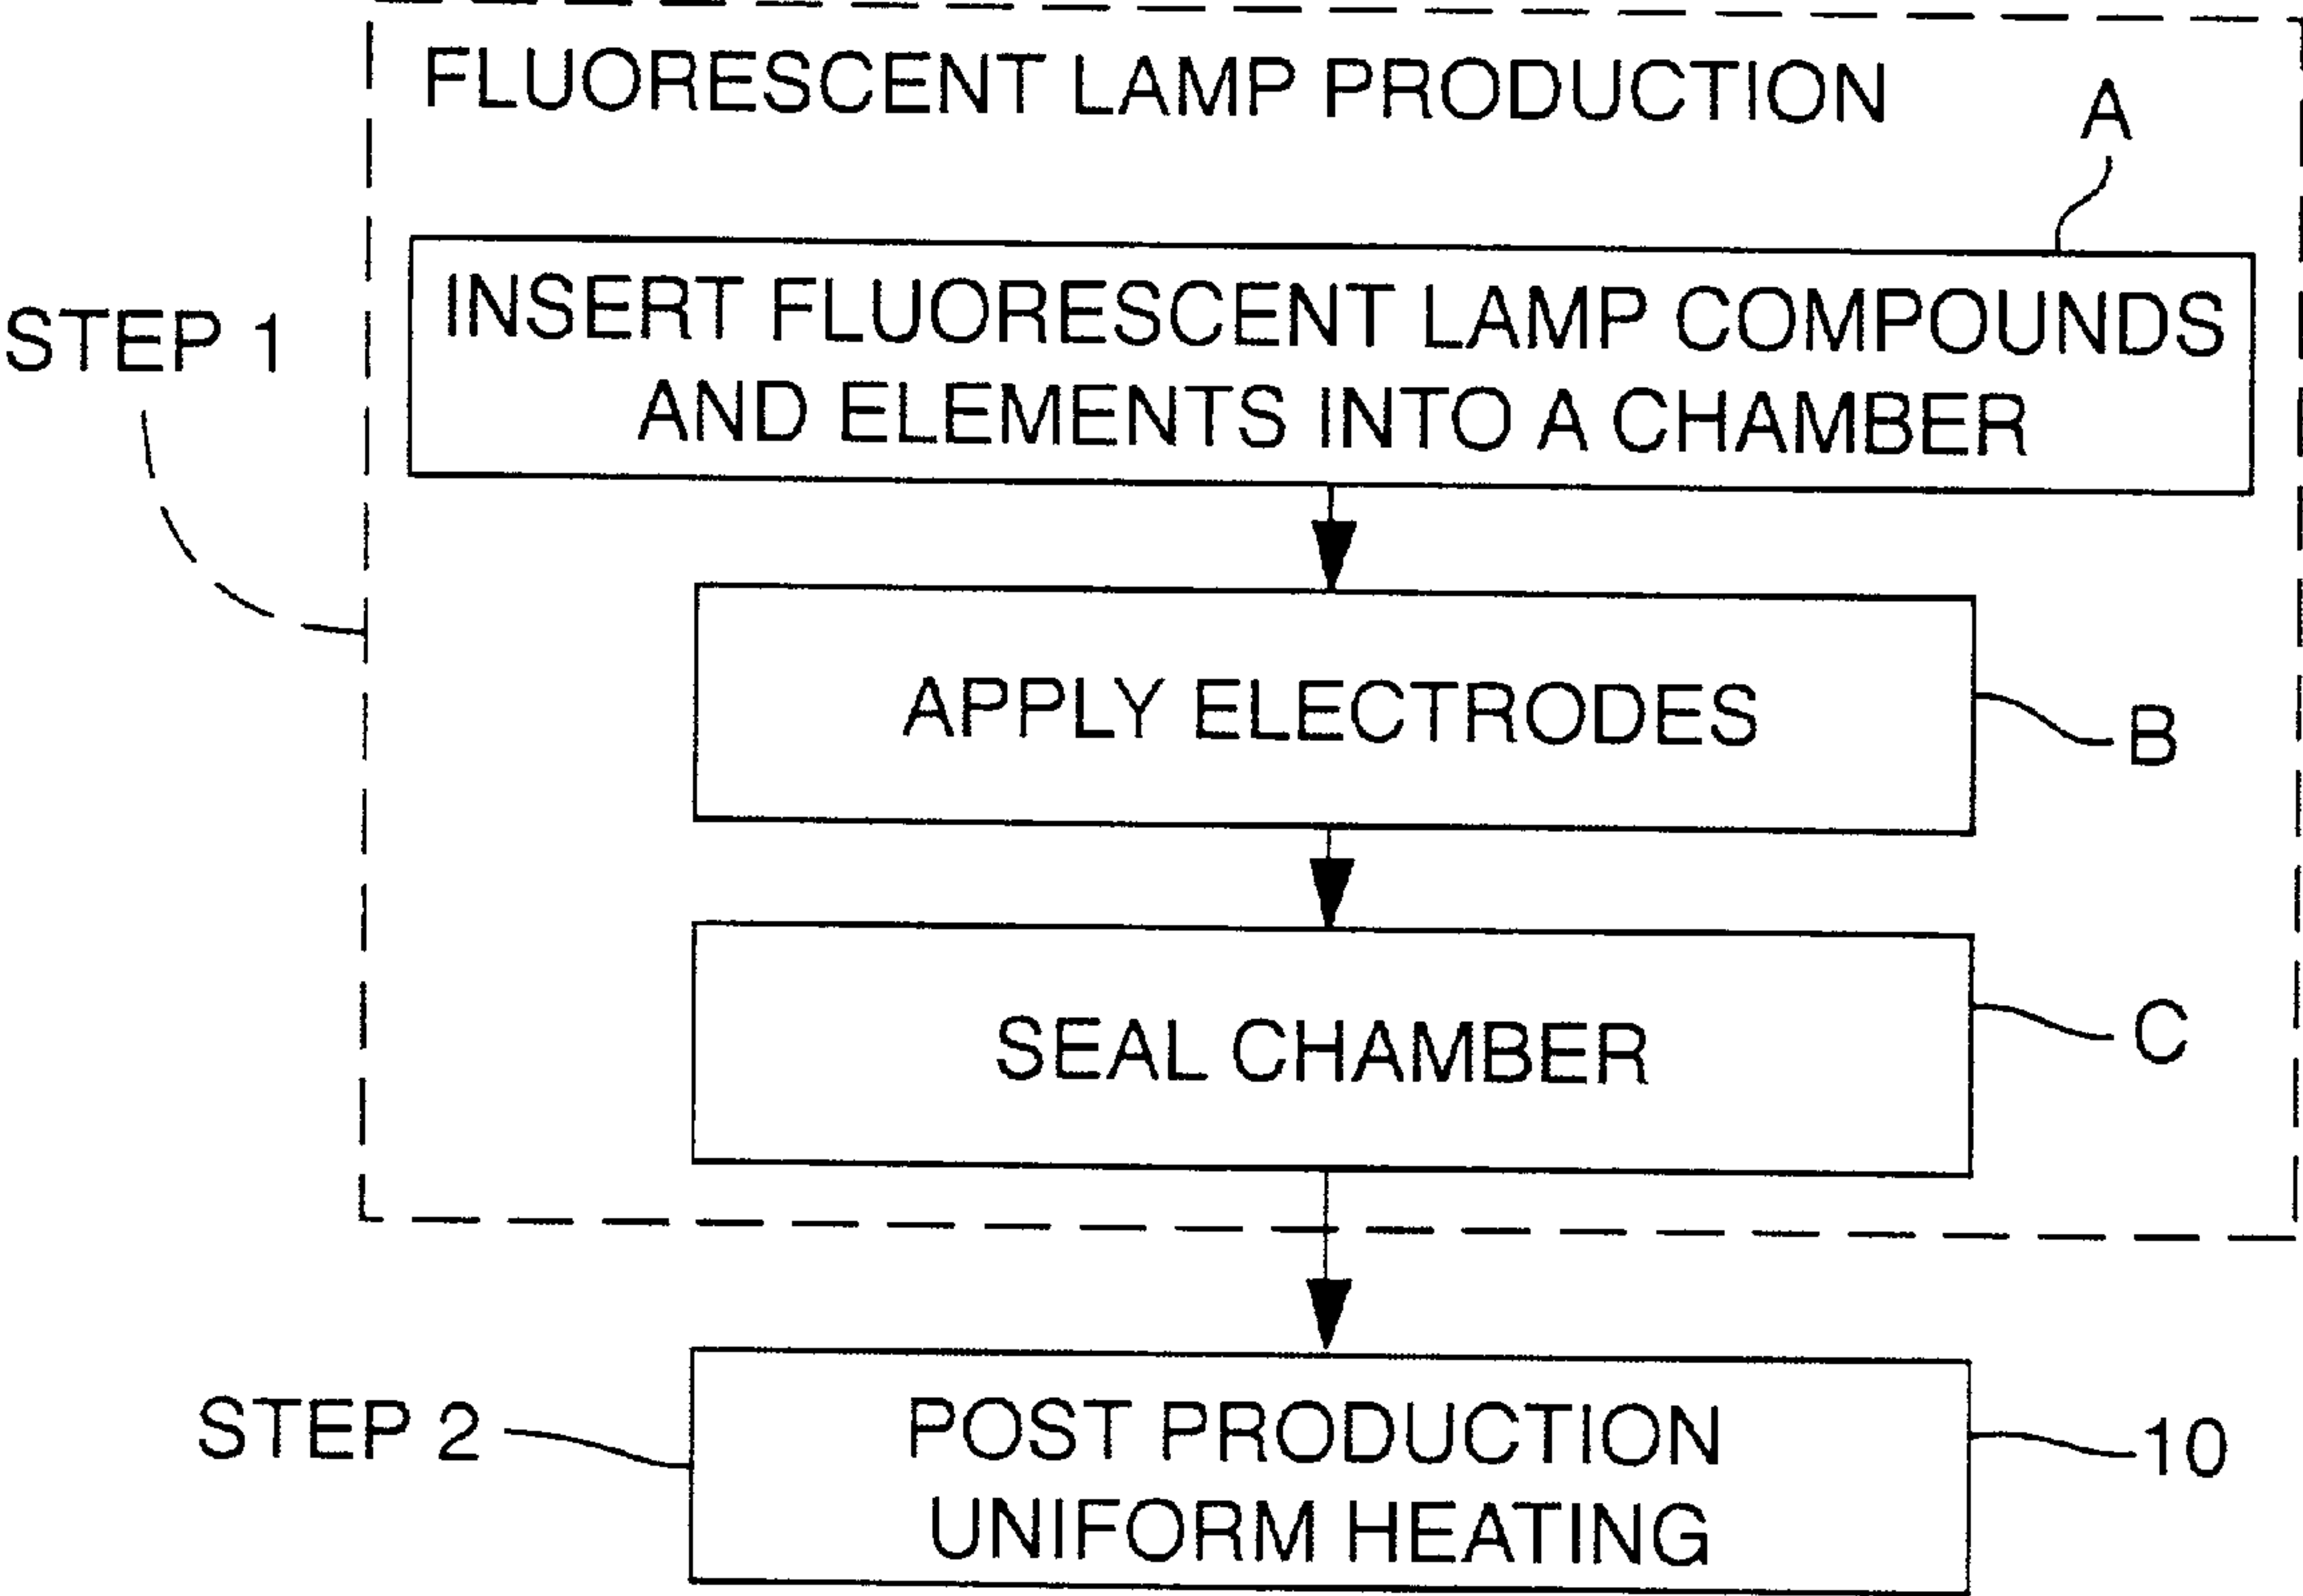 FLUORESCENT LAMP PRODUCTION
A
STEP 1
INSERT FLUORESCENT LAMP COMPOUNDS
AND ELEMENTS INTO A CHAMBER
APPLY ELECTRODES
B
SEAL CHAMBER
C
STEP 2
POST PRODUCTION
UNIFORM HEATING
10